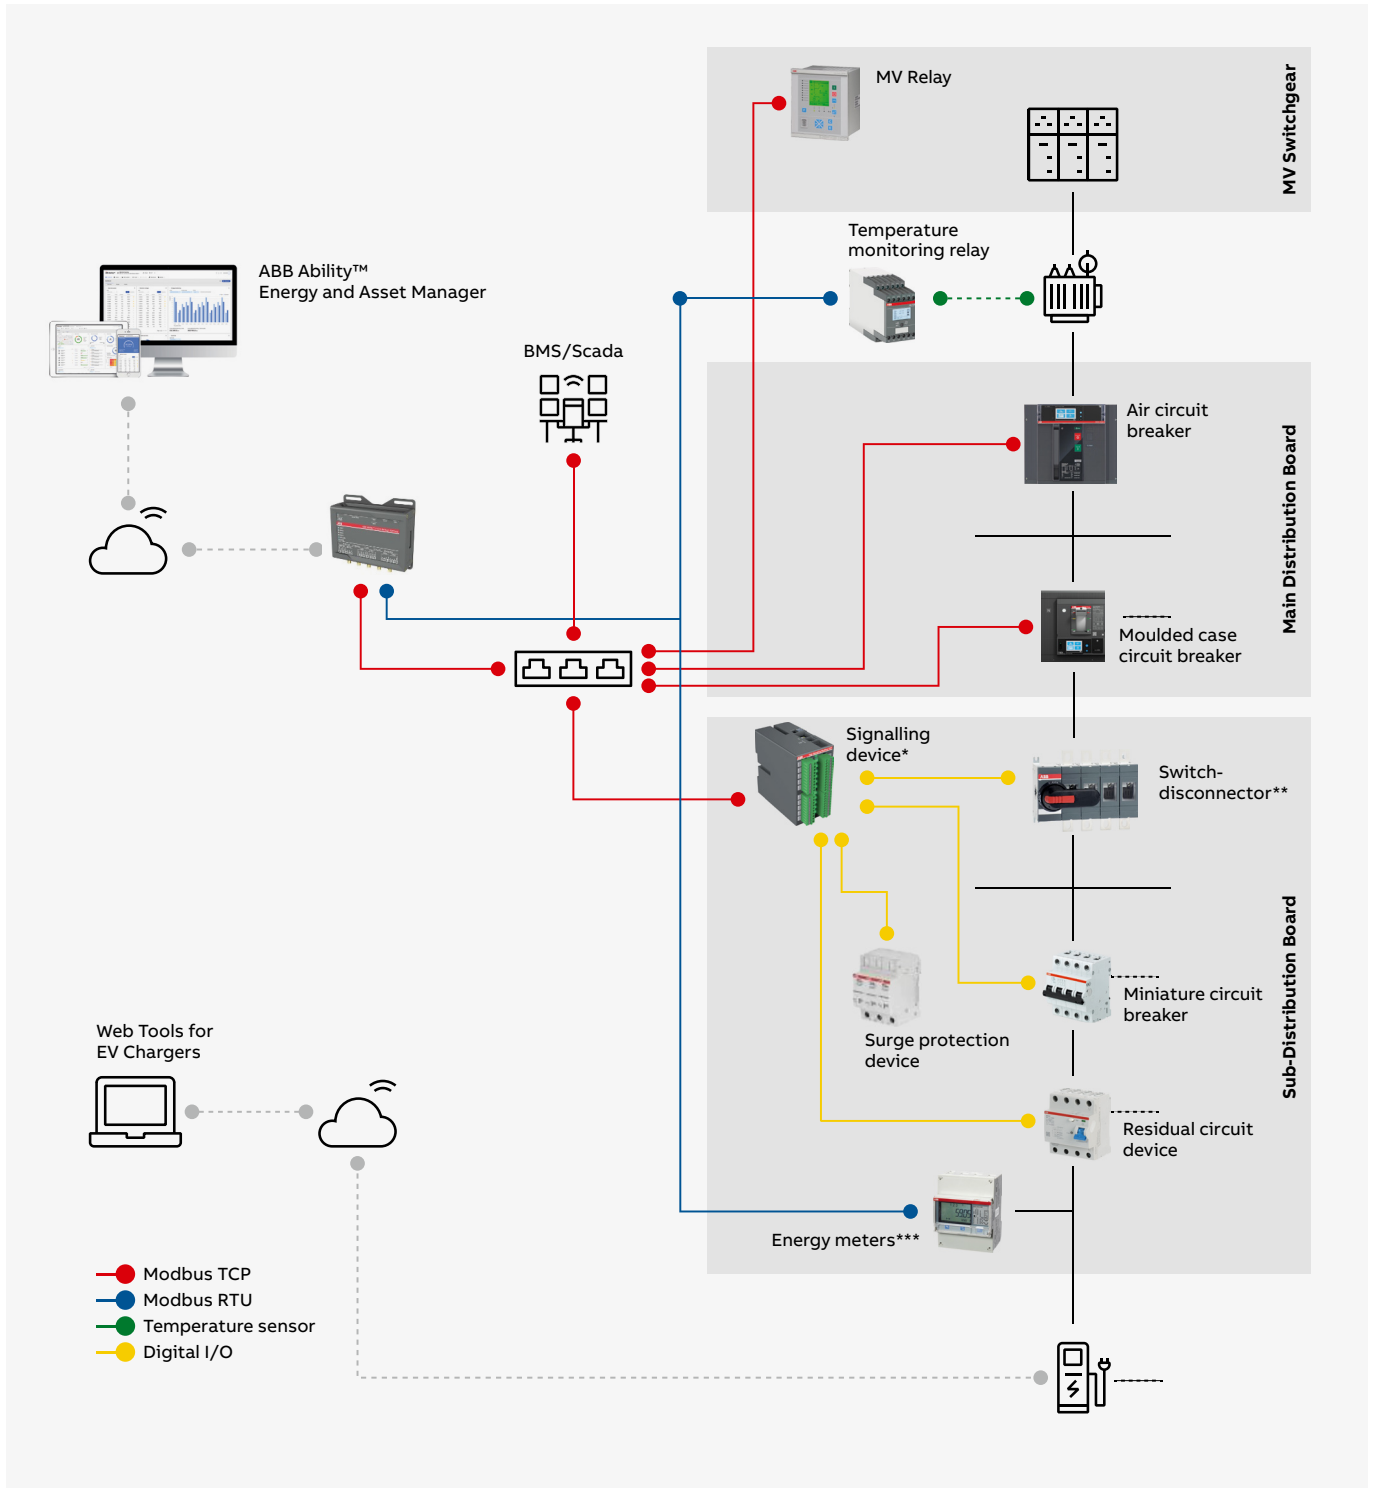 MV Relay
MV Switchgear
Temperature
monitoring relay
ABB Ability™
Energy and Asset Manager
BMS/Scada
Air circuit
breaker
Main Distribution Board
Moulded case
circuit breaker
Signalling
device*
Switch-
disconnector**
Sub-Distribution Board
Miniature circuit
breaker
Surge protection
device
Web Tools for
EV Chargers
Residual circuit
device
Energy meters***
Modbus TCP
Modbus RTU
Temperature sensor
Digital I/O